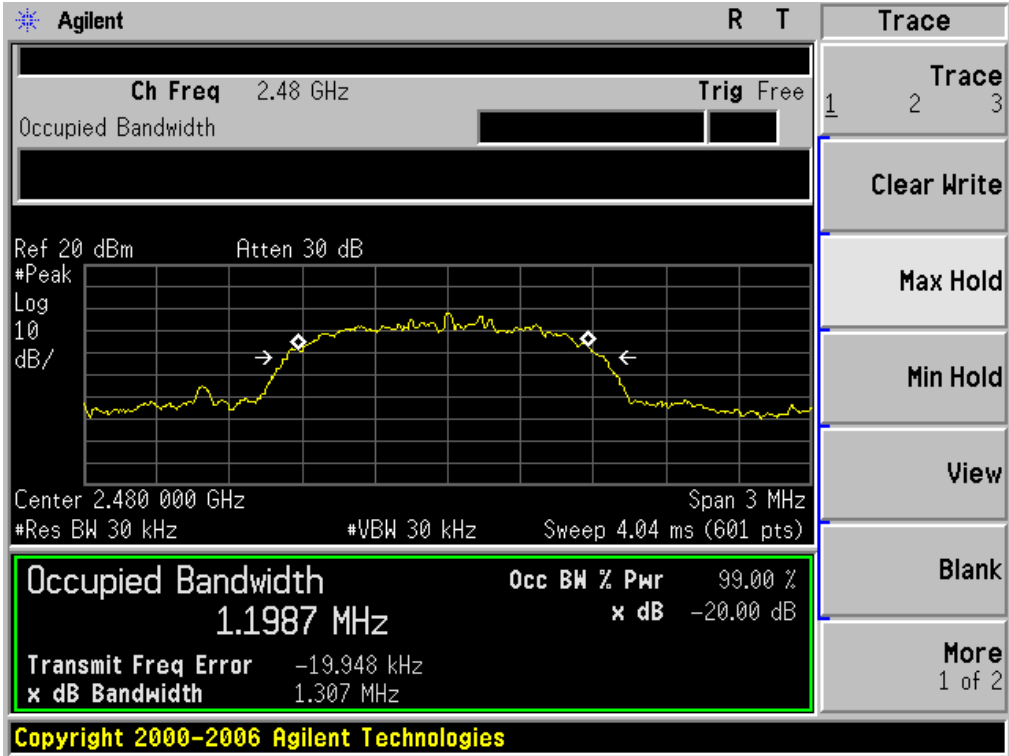 Agilent R T
Ch Freq 2.48 GHz Trig Free
Occupied Bandwidth
Ref 20 dBm Atten 30 dB
#Peak
Log
10
dB/
Center 2.480 000 GHz Span 3 MHz
#Res BW 30 kHz #VBW 30 kHz Sweep 4.04 ms (601 pts)
Occupied Bandwidth
1.1987 MHz
Occ BW % Pwr 99.00 %
x dB -20.00 dB
Transmit Freq Error -19.948 kHz
x dB Bandwidth 1.307 MHz
Copyright 2000-2006 Agilent Technologies
Trace
Trace
1 2 3
Clear Write
Max Hold
Min Hold
View
Blank
More
1 of 2